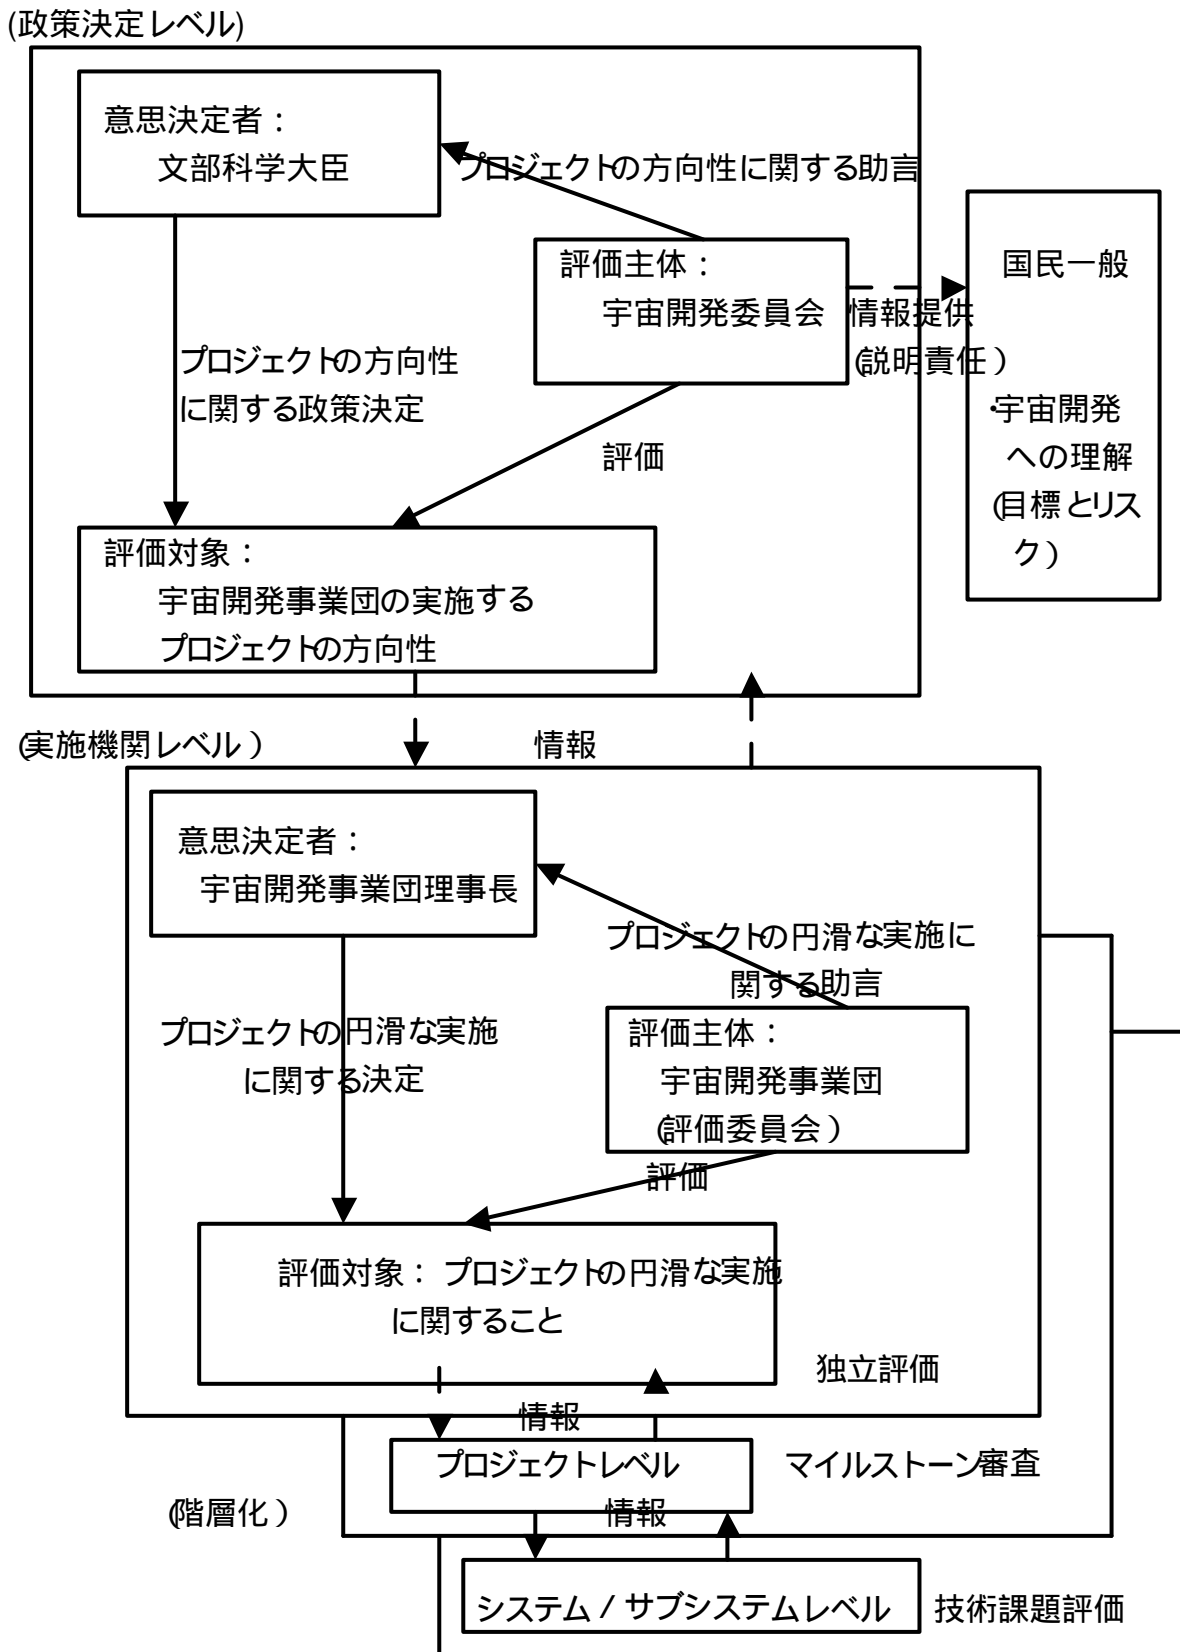 (政策決定レベル)
意思決定者：
文部科学大臣
プロジェクトの方向性に関する助言
評価主体：
宇宙開発委員会
情報提供
(説明責任)
国民一般
・宇宙開発
への理解
(目標とリス
ク)
プロジェクトの方向性
に関する政策決定
評価
評価対象：
宇宙開発事業団の実施する
プロジェクトの方向性
(実施機関レベル)
情報
意思決定者：
宇宙開発事業団理事長
プロジェクトの円滑な実施に
関する助言
プロジェクトの円滑な実施
に関する決定
評価主体：
宇宙開発事業団
(評価委員会)
評価
評価対象：プロジェクトの円滑な実施
に関すること
独立評価
情報
プロジェクトレベル
マイルストーン審査
(階層化)
情報
システム/サブシステムレベル
技術課題評価